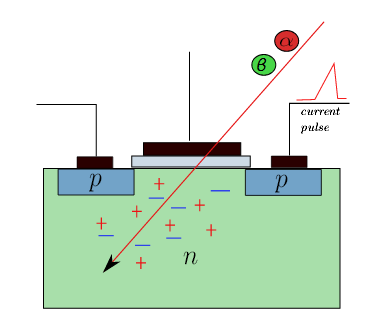 α
β
current
pulse
p
p
+
+
+
+
+
+
+
n